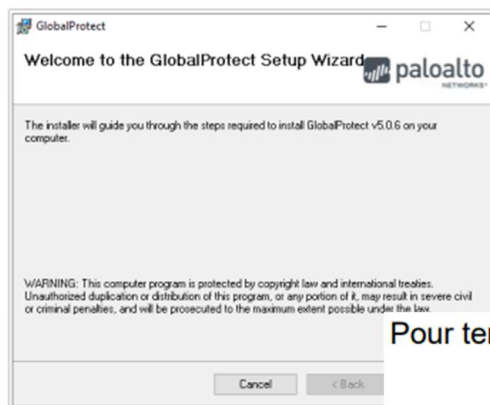 GlobalProtect
Welcome to the GlobalProtect Setup Wizard
paloalto
NETWORKS
The installer will guide you through the steps required to install GlobalProtect v5.0.6 on your
computer.
WARNING: This computer program is protected by copyright law and international treaties.
Unauthorized duplication or distribution of this program, or any portion of it, may result in severe civil
or criminal penalties, and will be prosecuted to the maximum extent possible under the law.
Pour ter
Cancel
< Back